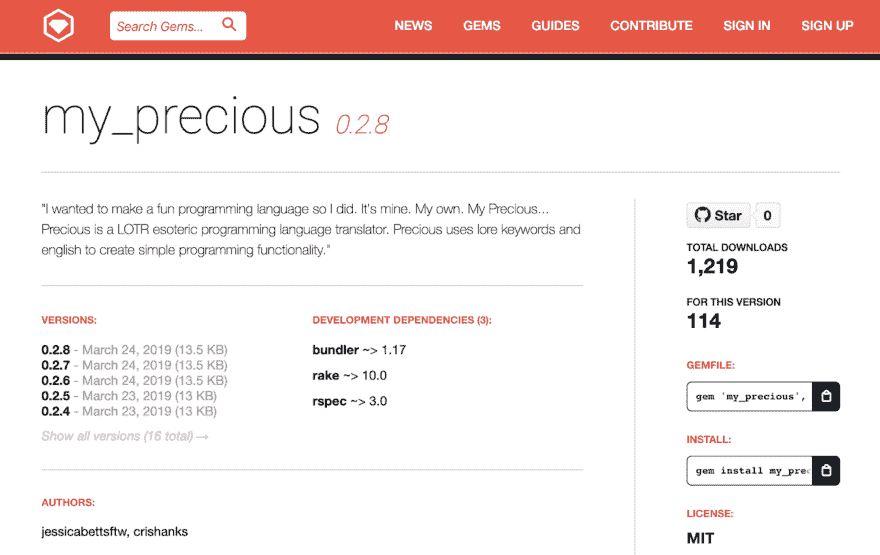 Search Gems...
NEWS GEMS GUIDES CONTRIBUTE SIGN IN SIGN UP
my_precious 0.2.8
"I wanted to make a fun programming language so I did. It's mine. My own. My Precious...
Precious is a LOTR esoteric programming language translator. Precious uses lore keywords and
english to create simple programming functionality."
VERSIONS:
0.2.8 - March 24, 2019 (13.5 KB)
0.2.7 - March 24, 2019 (13.5 KB)
0.2.6 - March 24, 2019 (13.5 KB)
0.2.5 - March 23, 2019 (13 KB)
0.2.4 - March 23, 2019 (13 KB)
Show all versions (16 total) →
DEVELOPMENT DEPENDENCIES (3):
bundler ~> 1.17
rake ~> 10.0
rspec ~> 3.0
AUTHORS:
jessicabettsftw, crishanks
Star 0
TOTAL DOWNLOADS
1,219
FOR THIS VERSION
114
GEMFILE:
gem 'my_precious',
INSTALL:
gem install my_prec
LICENSE:
MIT